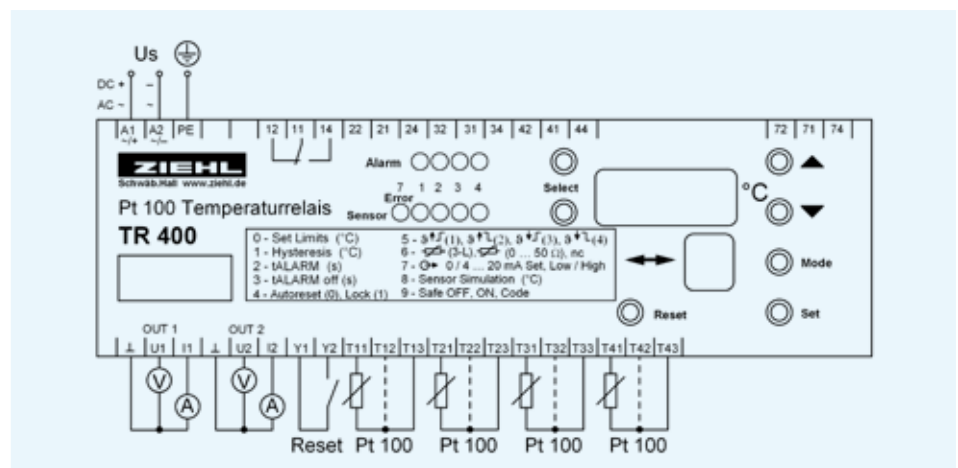 Us
DC + –
AC ~ ~
A1 A2 PE 12 11 14 22 21 24 32 31 34 42 41 44 72 71 74
~/+ ~/–
ZIEHL
Schwäb.Hall www.ziehl.de
Alarm
Select
7 1 2 3 4
Error
Sensor
°C
Pt 100 Temperaturrelais
TR 400
0 - Set Limits (°C)
1 - Hysteresis (°C)
2 - tALARM (s)
3 - tALARM off (s)
4 - Autoreset (0), Lock (1)
5 - ϑ (1), ϑ (2), ϑ (3), ϑ (4)
6 - (3-L), (0 ... 50 Ω), nc
7 - 0 / 4 ... 20 mA Set, Low / High
8 - Sensor Simulation (°C)
9 - Safe OFF, ON, Code
Mode
Reset
Set
OUT 1 OUT 2
⊥ U1 I1 ⊥ U2 I2 Y1 Y2 T11 T12 T13 T21 T22 T23 T31 T32 T33 T41 T42 T43
V V
A A
Reset Pt 100 Pt 100 Pt 100 Pt 100